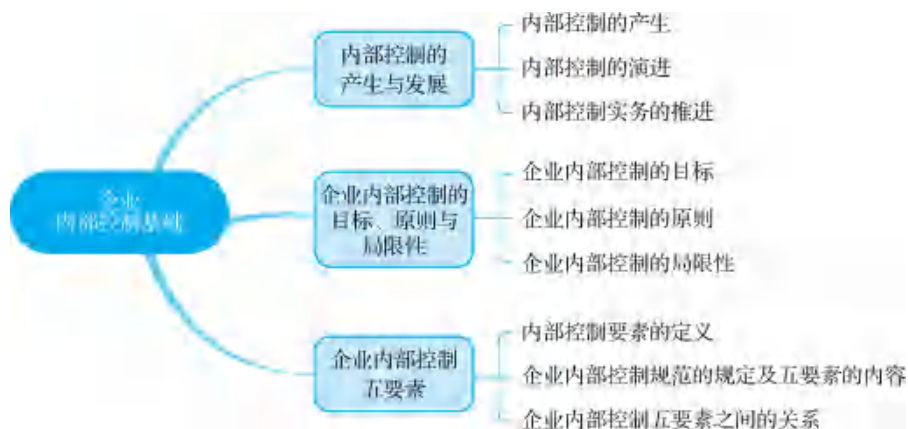 企业
内部控制基础
内部控制的
产生与发展
内部控制的产生
内部控制的演进
内部控制实务的推进
企业内部控制的
目标、原则与
局限性
企业内部控制的目标
企业内部控制的原则
企业内部控制的局限性
企业内部控制
五要素
内部控制要素的定义
企业内部控制规范的规定及五要素的内容
企业内部控制五要素之间的关系